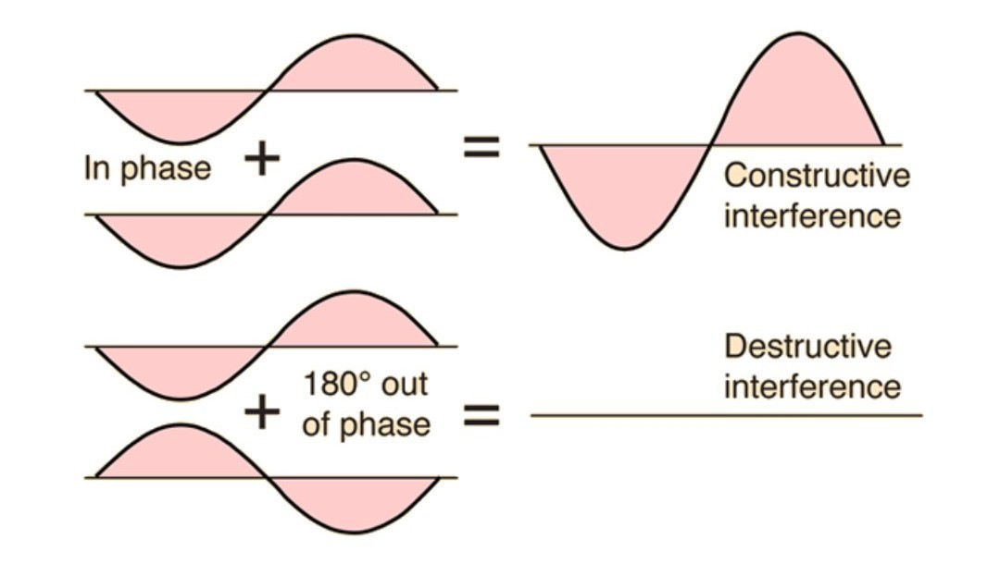 In phase
+
=
Constructive
interference
180° out
of phase
+
=
Destructive
interference